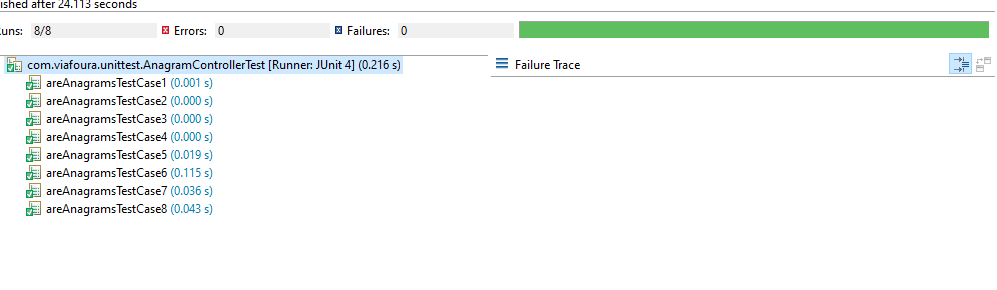 ished after 24.113 seconds
Runs: 8/8 Errors: 0 Failures: 0
com.viafoura.unittest.AnagramControllerTest [Runner: JUnit 4] (0.216 s)
Failure Trace
areAnagramsTestCase1 (0.001 s)
areAnagramsTestCase2 (0.000 s)
areAnagramsTestCase3 (0.000 s)
areAnagramsTestCase4 (0.000 s)
areAnagramsTestCase5 (0.019 s)
areAnagramsTestCase6 (0.115 s)
areAnagramsTestCase7 (0.036 s)
areAnagramsTestCase8 (0.043 s)